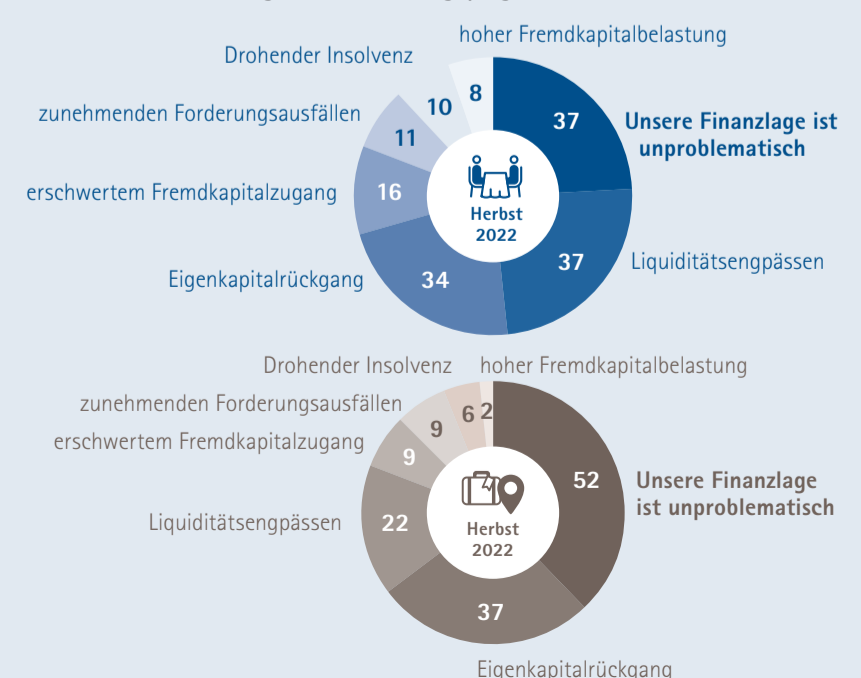 hoher Fremdkapitalbelastung
Drohender Insolvenz
8
10
37
zunehmenden Forderungsausfällen
11
Unsere Finanzlage ist
unproblematisch
erschwertem Fremdkapitalzugang
16
Herbst
2022
Eigenkapitalrückgang
34
37
Liquiditätsengpässen
Drohender Insolvenz
hoher Fremdkapitalbelastung
zunehmenden Forderungsausfällen
6
2
9
erschwertem Fremdkapitalzugang
9
52
Unsere Finanzlage
ist unproblematisch
Liquiditätsengpässen
22
Herbst
2022
37
Eigenkapitalrückgang